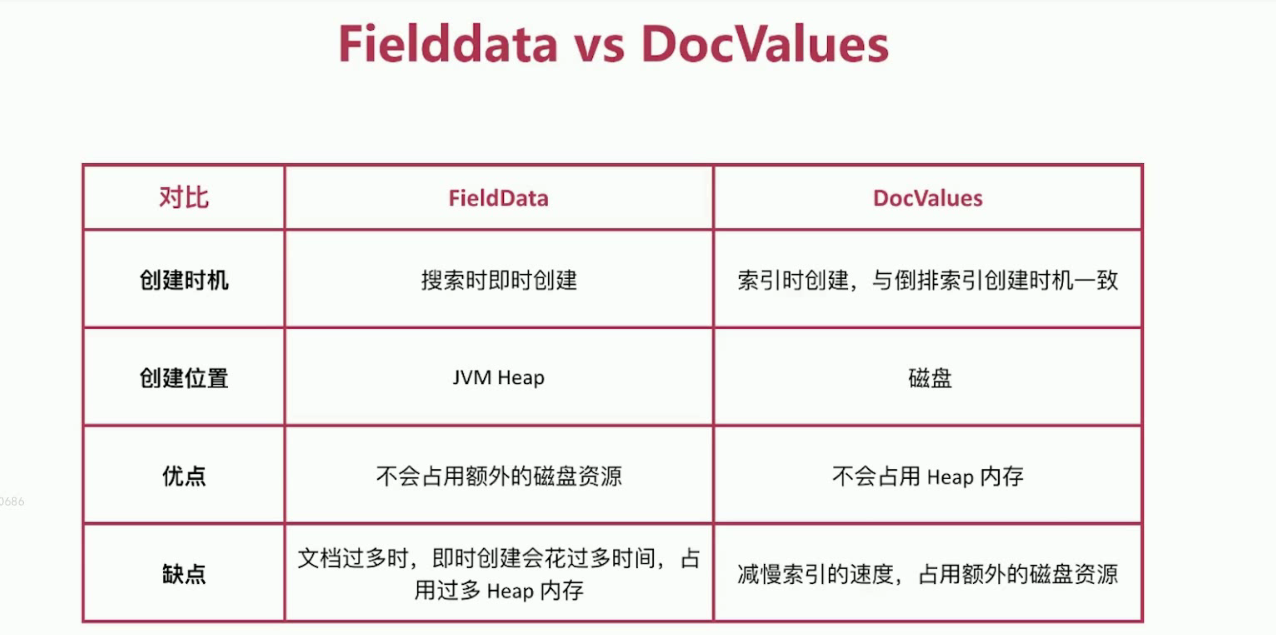 Fielddata vs DocValues
对比
FieldData
DocValues
创建时机
搜索时即时创建
索引时创建，与倒排索引创建时机一致
创建位置
JVM Heap
磁盘
优点
不会占用额外的磁盘资源
不会占用 Heap 内存
缺点
文档过多时，即时创建会花过多时间，占
用过多 Heap 内存
减慢索引的速度，占用额外的磁盘资源
0686